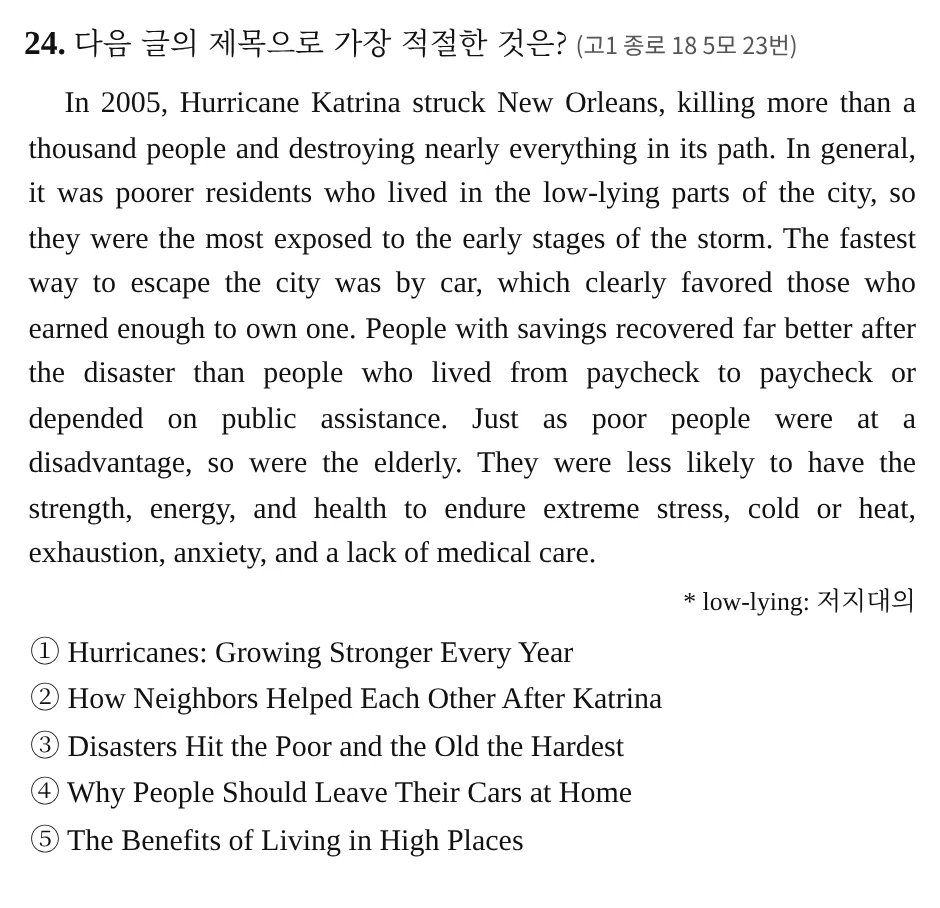 24. 다음 글의 제목으로 가장 적절한 것은? (고1 종로 18 5모 23번)
In 2005, Hurricane Katrina struck New Orleans, killing more than a
thousand people and destroying nearly everything in its path. In general,
it was poorer residents who lived in the low-lying parts of the city, so
they were the most exposed to the early stages of the storm. The fastest
way to escape the city was by car, which clearly favored those who
earned enough to own one. People with savings recovered far better after
the disaster than people who lived from paycheck to paycheck or
depended on public assistance. Just as poor people were at a
disadvantage, so were the elderly. They were less likely to have the
strength, energy, and health to endure extreme stress, cold or heat,
exhaustion, anxiety, and a lack of medical care.
* low-lying: 저지대의
① Hurricanes: Growing Stronger Every Year
② How Neighbors Helped Each Other After Katrina
③ Disasters Hit the Poor and the Old the Hardest
④ Why People Should Leave Their Cars at Home
⑤ The Benefits of Living in High Places